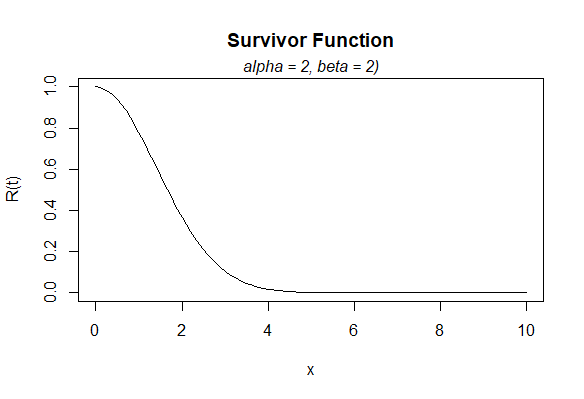 Survivor Function
alpha = 2, beta = 2)
R(t)
1.0
0.8
0.6
0.4
0.2
0.0
0 2 4 6 8 10
x